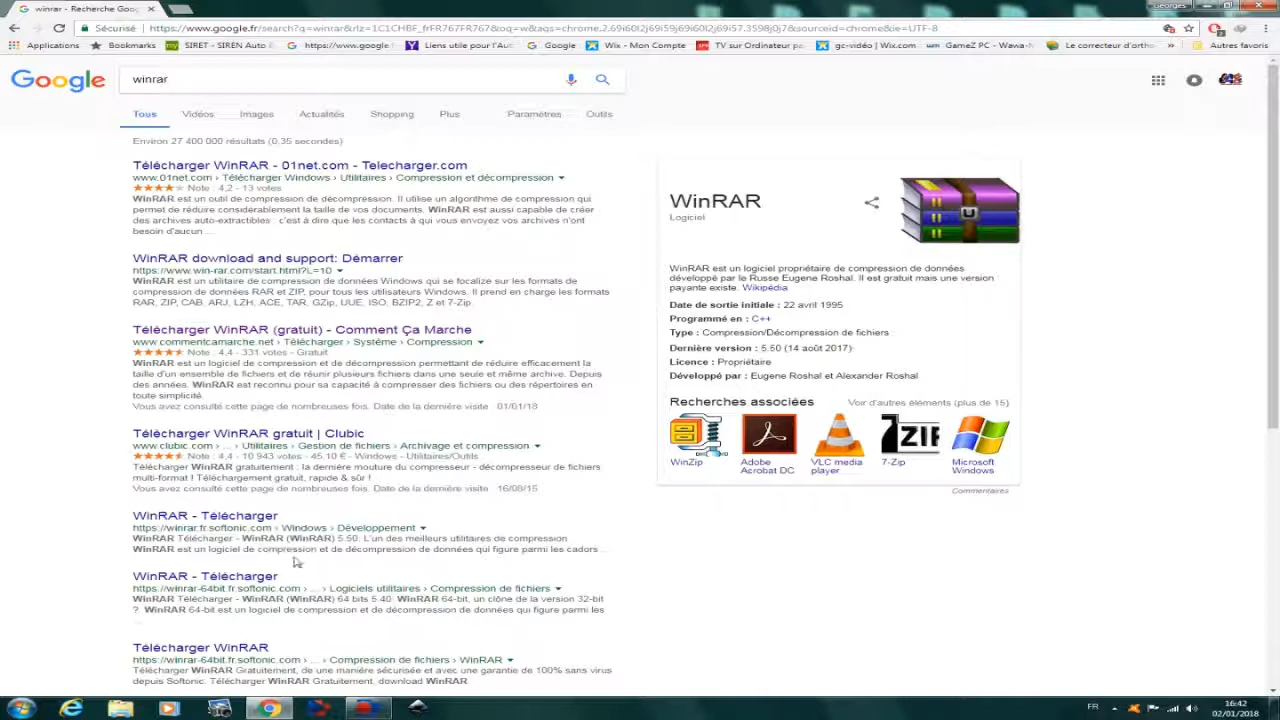 winrar - Recherche Goog
Georges
Sécurisé
https://www.google.fr/search?q=winrar&rlz=1C1CHBF_frFR767FR767&oq=w&aqs=chrome.2.69i60l2j69i59j69i60l2j69i57.3598j0j7&sourceid=chrome&ie=UTF-8
Applications
Bookmarks
SIRET - SIREN Auto E
https://www.google.f
Liens utile pour l'Aut
Google
Wix - Mon Compte
TV sur Ordinateur pa
gc-vidéo | Wix.com
GameZ PC - Wawa-M
Le correcteur d'ortho
»
Autres favoris
Google
winrar
Tous Vidéos Images Actualités Shopping Plus Paramètres Outils
Environ 27 400 000 résultats (0,35 secondes)
Télécharger WinRAR - 01net.com - Telecharger.com
www.01net.com › Télécharger Windows › Utilitaires › Compression et décompression
Note : 4,2 - 13 votes
WinRAR est un outil de compression de décompression. Il utilise un algorithme de compression qui
permet de réduire considérablement la taille de vos documents. WinRAR est aussi capable de créer
des archives auto-extractibles : c'est à dire que les contacts à qui vous envoyez vos archives n'ont
besoin d'aucun ...
WinRAR download and support: Démarrer
https://www.win-rar.com/start.html?L=10
WinRAR est un utilitaire de compression de données Windows qui se focalize sur les formats de
compression de données RAR et ZIP, pour tous les utilisateurs Windows. Il prend en charge les formats
RAR, ZIP, CAB, ARJ, LZH, ACE, TAR, GZip, UUE, ISO, BZIP2, Z et 7-Zip.
Télécharger WinRAR (gratuit) - Comment Ça Marche
www.commentcamarche.net › Télécharger › Système › Compression
Note : 4,4 - 331 votes - Gratuit
WinRAR est un logiciel de compression et de décompression permettant de réduire efficacement la
taille d'un ensemble de fichiers et de réunir plusieurs fichiers dans une seule et même archive. Depuis
des années, WinRAR est reconnu pour sa capacité à compresser des fichiers ou des répertoires en
toute simplicité.
Vous avez consulté cette page de nombreuses fois. Date de la dernière visite : 01/01/18
Télécharger WinRAR gratuit | Clubic
www.clubic.com › ... › Utilitaires › Gestion de fichiers › Archivage et compression
Note : 4,4 - 10 943 votes - 45,10 € - Windows - Utilitaires/Outils
Télécharger WinRAR gratuitement : la dernière mouture du compresseur - décompresseur de fichiers
multi-format ! Téléchargement gratuit, rapide & sûr !
Vous avez consulté cette page de nombreuses fois. Date de la dernière visite : 16/08/15
WinRAR - Télécharger
https://winrar.fr.softonic.com › Windows › Développement
WinRAR Télécharger - WinRAR (WinRAR) 5.50. L'un des meilleurs utilitaires de compression.
WinRAR est un logiciel de compression et de décompression de données qui figure parmi les cadors ...
WinRAR - Télécharger
https://winrar-64bit.fr.softonic.com › ... › Logiciels utilitaires › Compression de fichiers
WinRAR Télécharger - WinRAR (WinRAR) 64 bits 5.40. WinRAR 64-bit, un clône de la version 32-bit
? WinRAR 64-bit est un logiciel de compression et de décompression de données qui figure parmi les
...
Télécharger WinRAR
https://winrar-64bit.fr.softonic.com › ... › Compression de fichiers › WinRAR
Télécharger WinRAR Gratuitement, de une manière sécurisée et avec une garantie de 100% sans virus
depuis Softonic. Télécharger WinRAR Gratuitement, download WinRAR.
WinRAR
Logiciel
WinRAR est un logiciel propriétaire de compression de données
développé par le Russe Eugene Roshal. Il est gratuit mais une version
payante existe. Wikipédia
Date de sortie initiale : 22 avril 1995
Programmé en : C++
Type : Compression/Décompression de fichiers
Dernière version : 5.50 (14 août 2017)
Licence : Propriétaire
Développé par : Eugene Roshal et Alexander Roshal
Recherches associées
Voir d'autres éléments (plus de 15)
7ZIP
WinZip
Adobe
Acrobat DC
VLC media
player
7-Zip
Microsoft
Windows
Commentaires
FR
16:42
02/01/2018